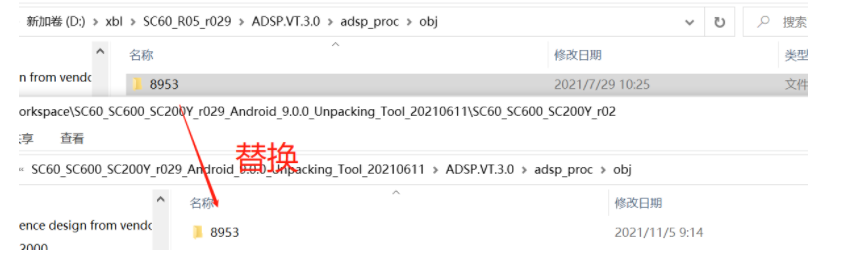 新加卷 (D:) > xbl > SC60_R05_r029 > ADSP.VT.3.0 > adsp_proc > obj
搜索
名称 修改日期 类型
n from vendc
8953 2021/7/29 10:25 文件
orkspace\SC60_SC600_SC200Y_r029_Android_9.0.0_Unpacking_Tool_20210611\SC60_SC600_SC200Y_r02
享 查看
替换
« SC60_SC600_SC200Y_r029_Android_9.0.0_Unpacking_Tool_20210611 > ADSP.VT.3.0 > adsp_proc > obj
名称 修改日期
ence design from vendc
8953 2021/11/5 9:14
2000